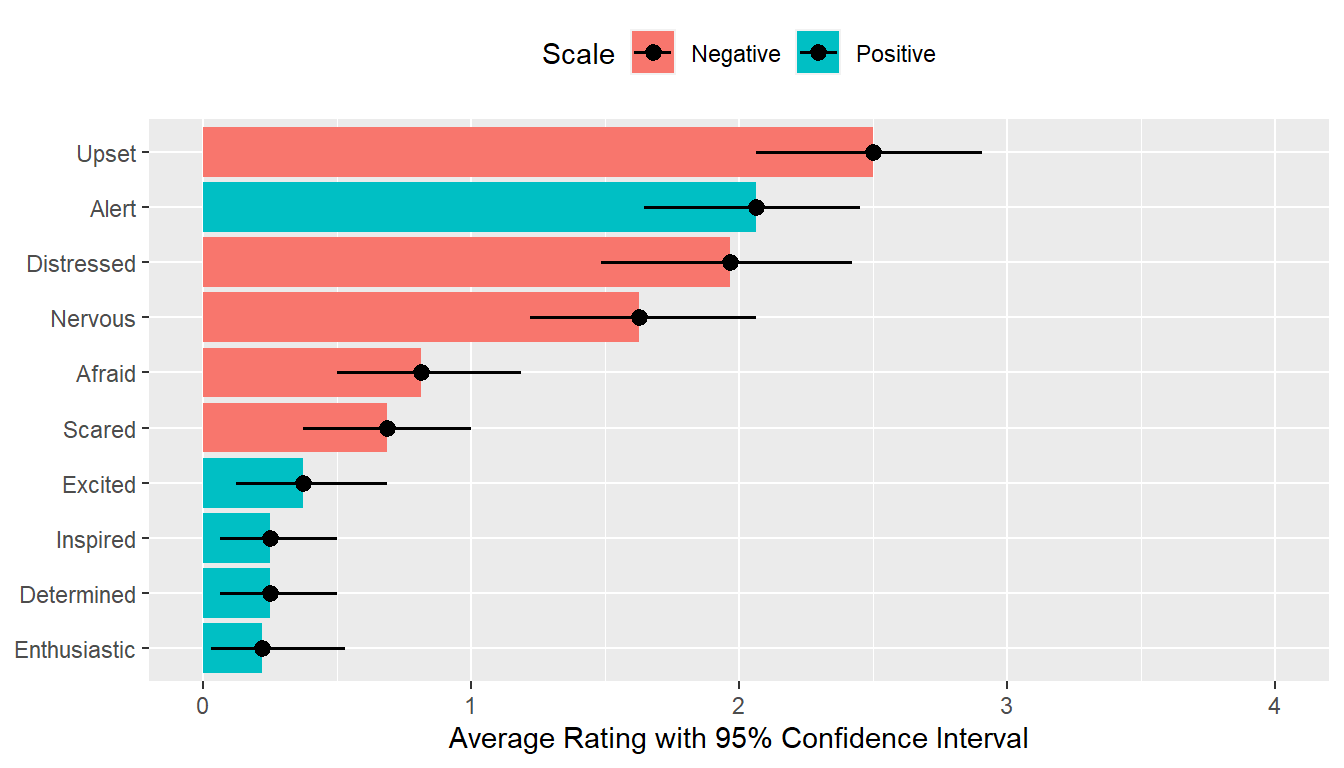 Scale Negative Positive
Upset
Alert
Distressed
Nervous
Afraid
Scared
Excited
Inspired
Determined
Enthusiastic
0 1 2 3 4
Average Rating with 95% Confidence Interval